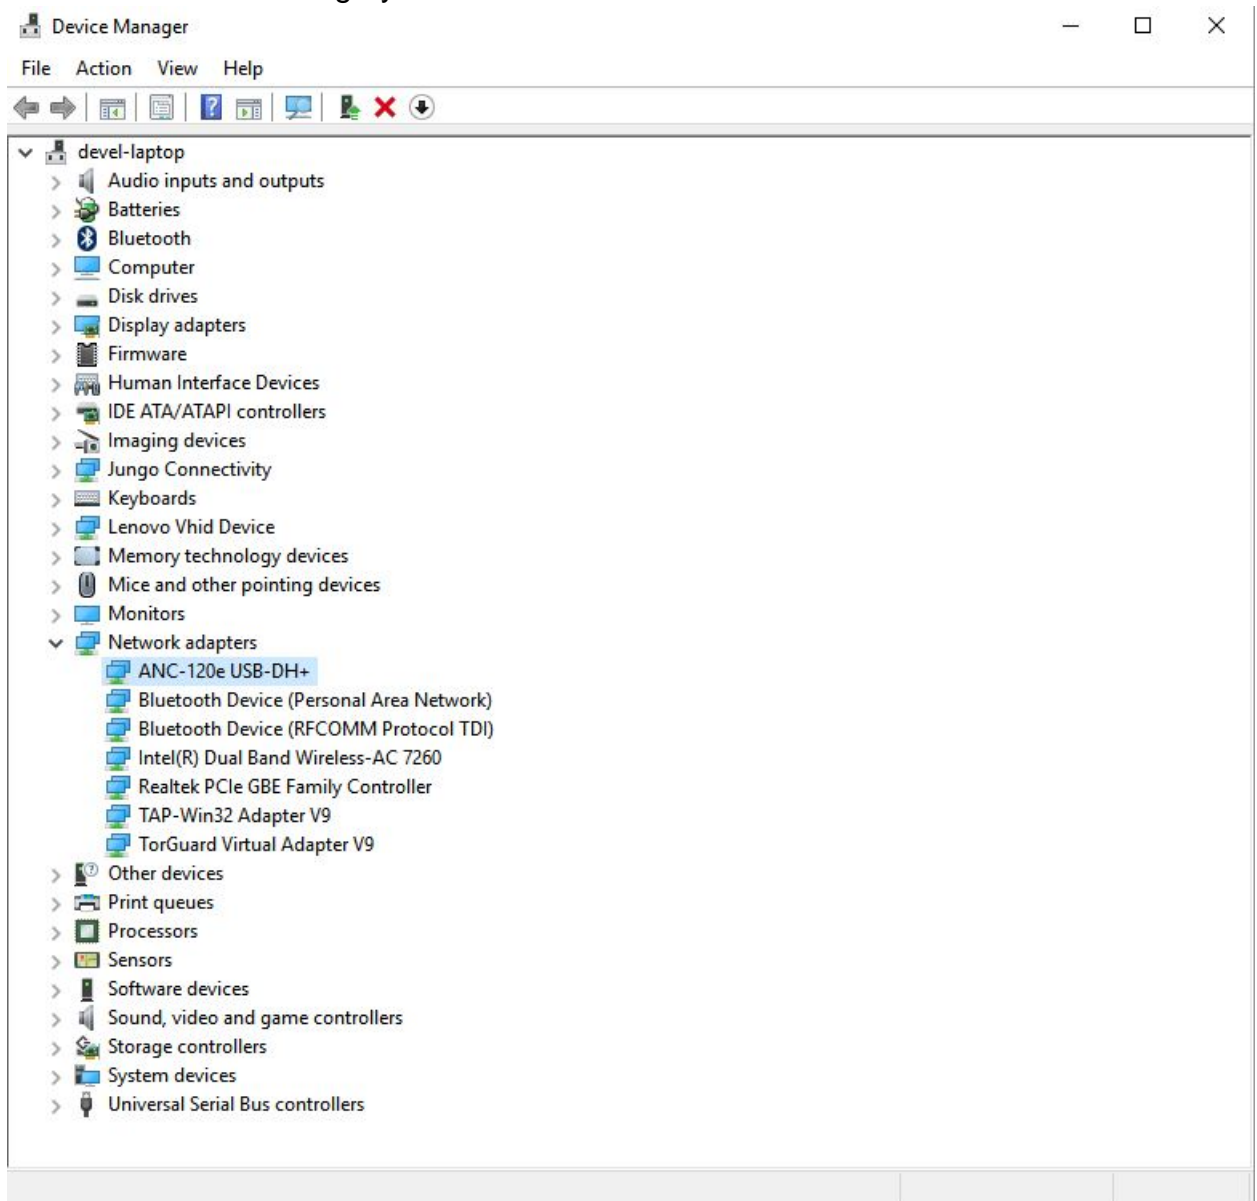 Device Manager
File Action View Help
devel-laptop
Audio inputs and outputs
Batteries
Bluetooth
Computer
Disk drives
Display adapters
Firmware
Human Interface Devices
IDE ATA/ATAPI controllers
Imaging devices
Jungo Connectivity
Keyboards
Lenovo Vhid Device
Memory technology devices
Mice and other pointing devices
Monitors
Network adapters
ANC-120e USB-DH+
Bluetooth Device (Personal Area Network)
Bluetooth Device (RFCOMM Protocol TDI)
Intel(R) Dual Band Wireless-AC 7260
Realtek PCIe GBE Family Controller
TAP-Win32 Adapter V9
TorGuard Virtual Adapter V9
Other devices
Print queues
Processors
Sensors
Software devices
Sound, video and game controllers
Storage controllers
System devices
Universal Serial Bus controllers